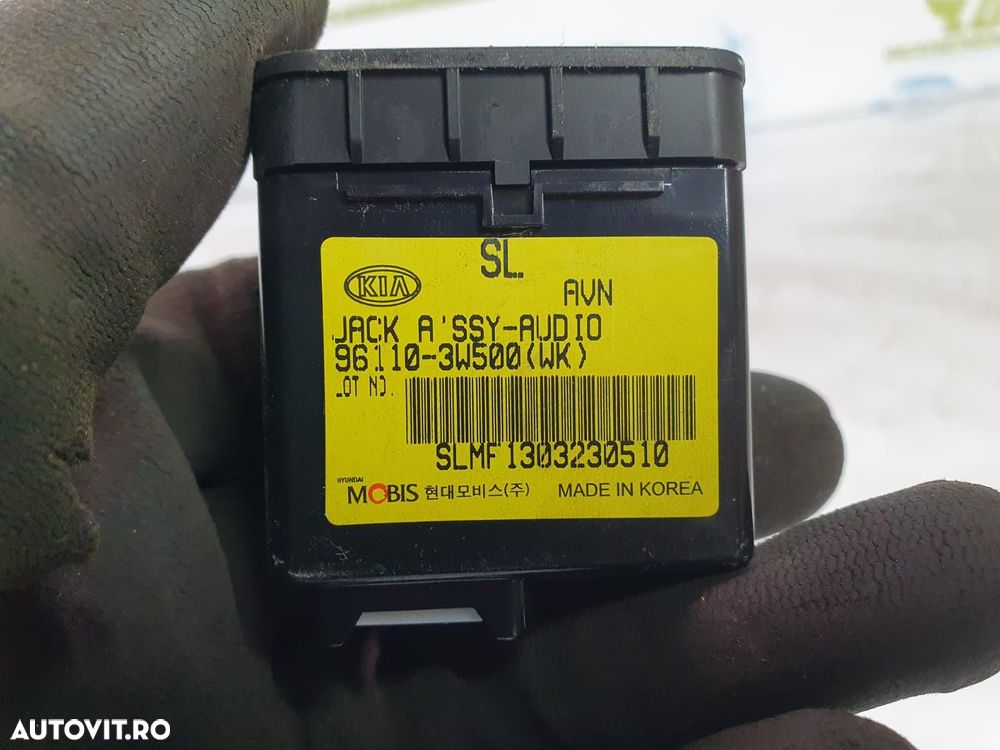 SL.
KIA
AVN
JACK A'SSY-AUDIO
96110-3W500(WK)
LOT NO.
SLMF1303230510
HYUNDAI
MOBIS 현대모비스(주) MADE IN KOREA
AUTOVIT.RO